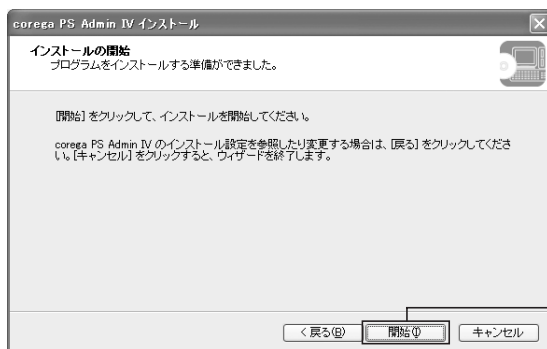 corega PS Admin IV インストール
インストールの開始
プログラムをインストールする準備ができました。
[開始] をクリックして、インストールを開始してください。
corega PS Admin IV のインストール設定を参照したり変更する場合は、[戻る] をクリックしてくださ
い。[キャンセル] をクリックすると、ウィザードを終了します。
< 戻る(B)
開始(I)
キャンセル